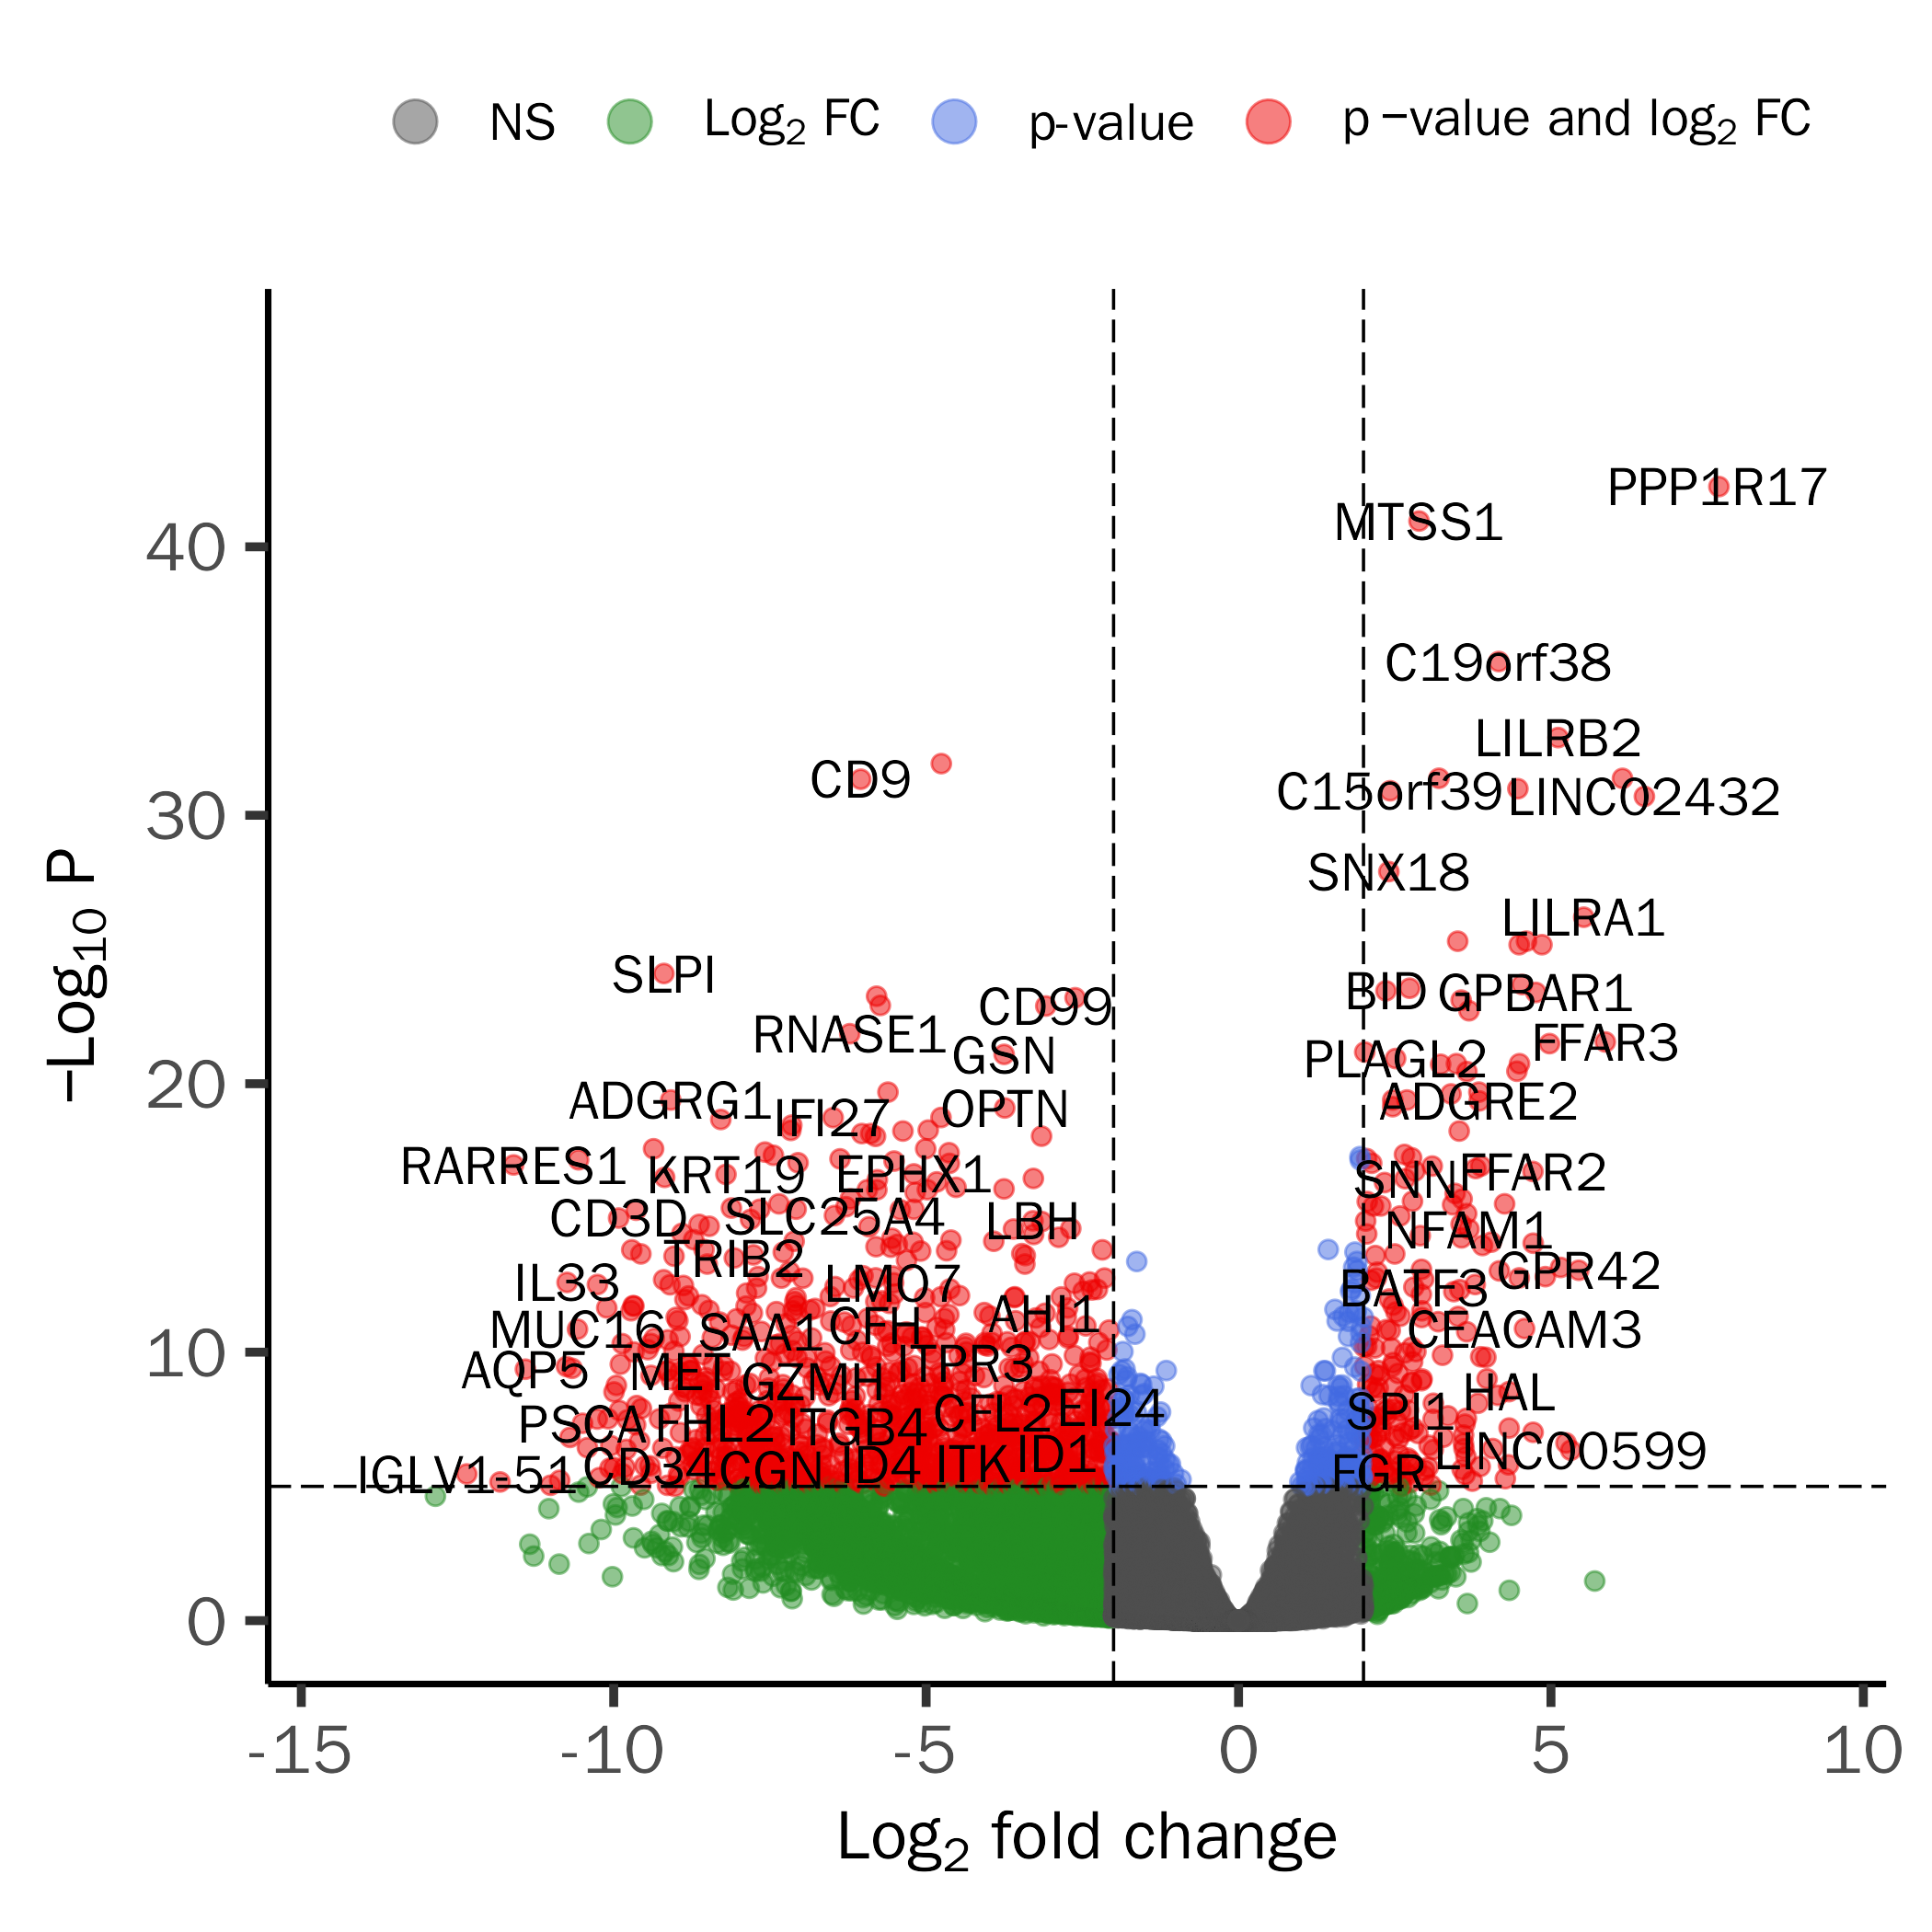 NS Log2 FC p-value p −value and log2 FC
−Log10 P
40
30
20
10
0
PPP1R17
MTSS1
C19orf38
LILRB2
CD9
C15orf39 LINC02432
SNX18
LILRA1
SLPI
BID GPBAR1
CD99
RNASE1
GSN
FFAR3
PLAGL2
ADGRG1
IFI27
OPTN
ADGRE2
RARRES1
KRT19
EPHX1
SNN
FFAR2
CD3D
SLC25A4
LBH
NFAM1
TRIB2
IL33
LMO7
GPR42
BATF3
MUC16
SAA1
CFH
AHI1
CEACAM3
AQP5
MET
GZMH
ITPR3
HAL
PSCA
FHL2
ITGB4
CFL2
EI24
SPI1
IGLV1-51
CD34
CGN
ID4
ITK
ID1
LINC00599
FGR
-15 -10 -5 0 5 10
Log2 fold change